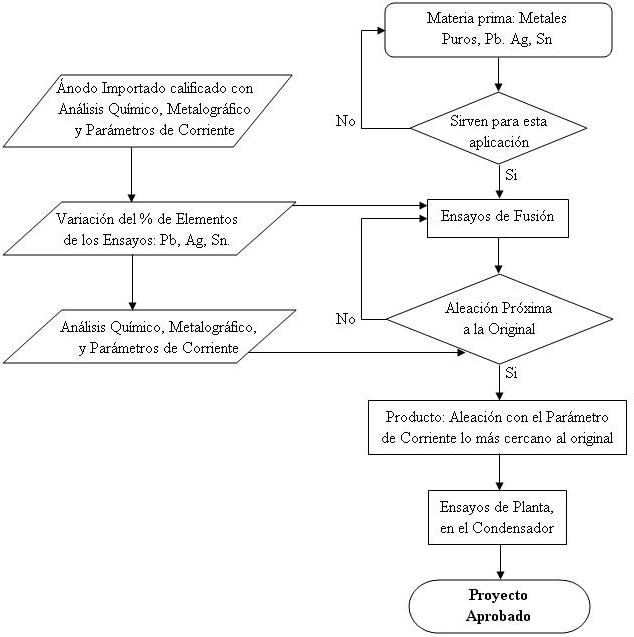 Materia prima: Metales
Puros, Pb. Ag, Sn
Ánodo Importado calificado con
Análisis Químico, Metalográfico
y Parámetros de Corriente
No
Sirven para esta
aplicación
Si
Variación del % de Elementos
de los Ensayos: Pb, Ag, Sn.
Ensayos de Fusión
Análisis Químico, Metalográfico,
y Parámetros de Corriente
No
Aleación Próxima
a la Original
Si
Producto: Aleación con el Parámetro
de Corriente lo más cercano al original
Ensayos de Planta,
en el Condensador
Proyecto
Aprobado